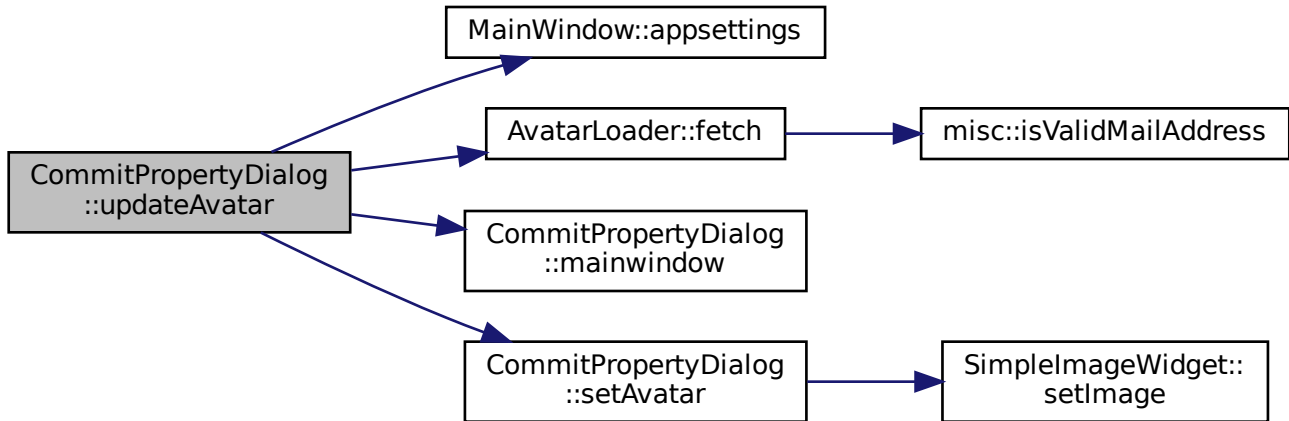 MainWindow::appsettings
AvatarLoader::fetch
misc::isValidMailAddress
CommitPropertyDialog
::updateAvatar
CommitPropertyDialog
::mainwindow
CommitPropertyDialog
::setAvatar
SimpleImageWidget::
setImage